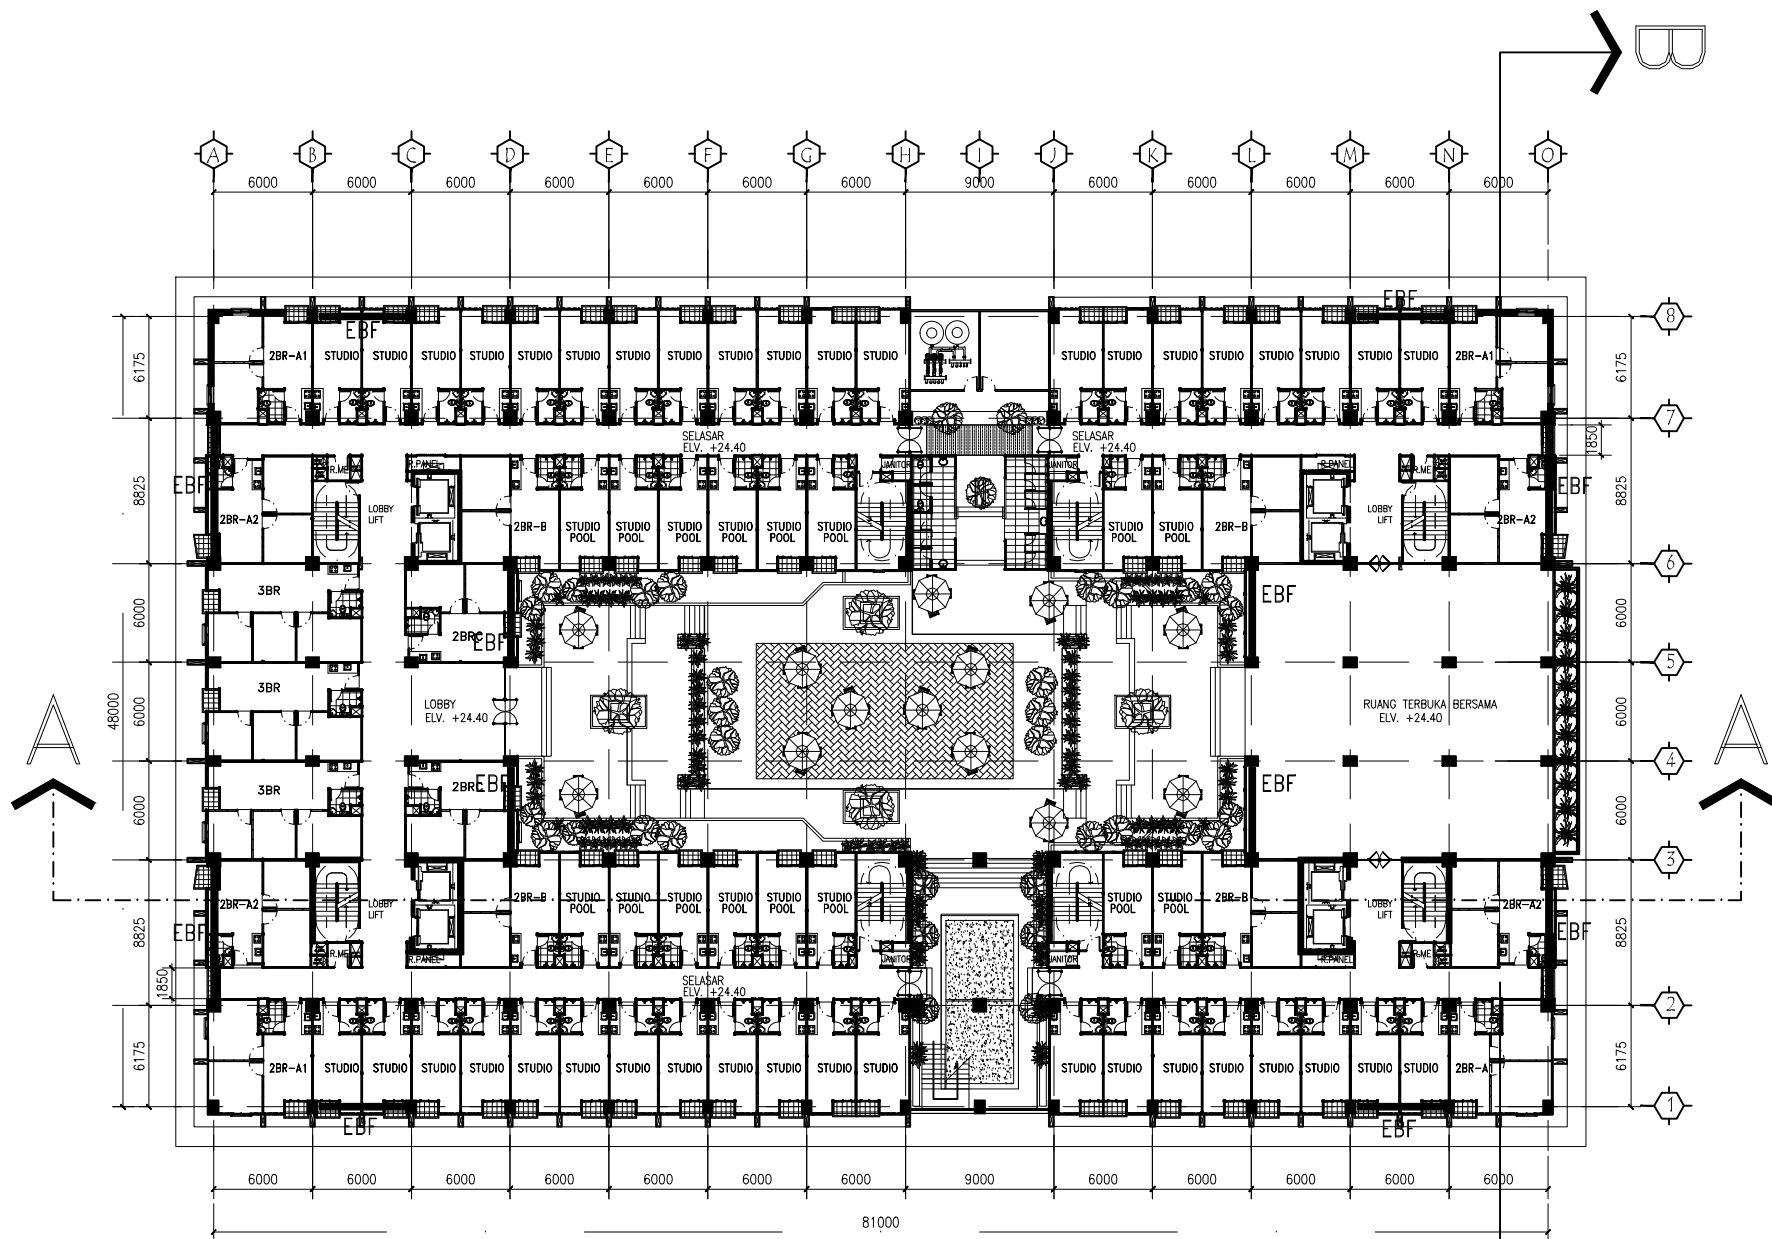 B
A B C D E F G H I J K L M N O
6000 6000 6000 6000 6000 6000 6000 9000 6000 6000 6000 6000 6000
EBF
8
EBF
6175 2BR-A1 STUDIO STUDIO STUDIO STUDIO STUDIO STUDIO STUDIO STUDIO STUDIO STUDIO STUDIO STUDIO STUDIO STUDIO STUDIO STUDIO STUDIO STUDIO STUDIO STUDIO 2BR-A1 6175
7
SELASAR SELASAR
ELV. +24.40 ELV. +24.40
1850
R.ME R.PANEL JANITOR JANITOR R.PANEL R.ME
EBF EBF
8825 8825
LOBBY LOBBY
LIFT LIFT
2BR-A2 2BR-B STUDIO STUDIO STUDIO STUDIO STUDIO STUDIO STUDIO STUDIO 2BR-B 2BR-A2
POOL POOL POOL POOL POOL POOL POOL POOL
6
3BR EBF
6000 6000
2BRC EBF
5
3BR
LOBBY RUANG TERBUKA BERSAMA
ELV. +24.40 ELV. +24.40
48000 6000 6000
A A
4
3BR 2BRC EBF EBF
6000 6000
3
2BR-A2 2BR-B STUDIO STUDIO STUDIO STUDIO STUDIO STUDIO STUDIO STUDIO 2BR-B 2BR-A2
POOL POOL POOL POOL POOL POOL POOL POOL
LOBBY LOBBY
LIFT LIFT
8825 8825
EBF EBF
R.ME R.PANEL JANITOR JANITOR R.PANEL R.ME
1850 SELASAR
ELV. +24.40
2
6175 2BR-A1 STUDIO STUDIO STUDIO STUDIO STUDIO STUDIO STUDIO STUDIO STUDIO STUDIO STUDIO STUDIO STUDIO STUDIO STUDIO STUDIO STUDIO STUDIO STUDIO STUDIO 2BR-A1 6175
1
EBF EBF
6000 6000 6000 6000 6000 6000 6000 9000 6000 6000 6000 6000 6000
81000